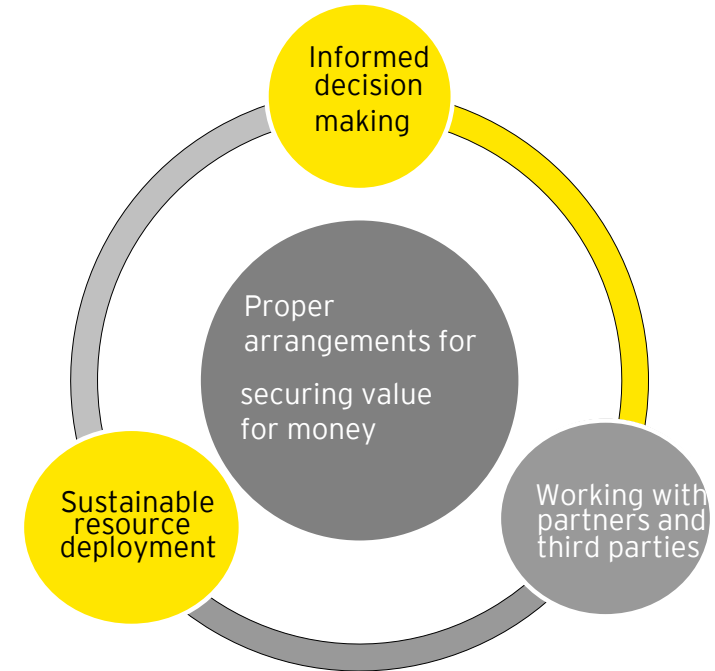 Informed
decision
making
Proper
arrangements for
securing value
for money
Sustainable
resource
deployment
Working with
partners and
third parties